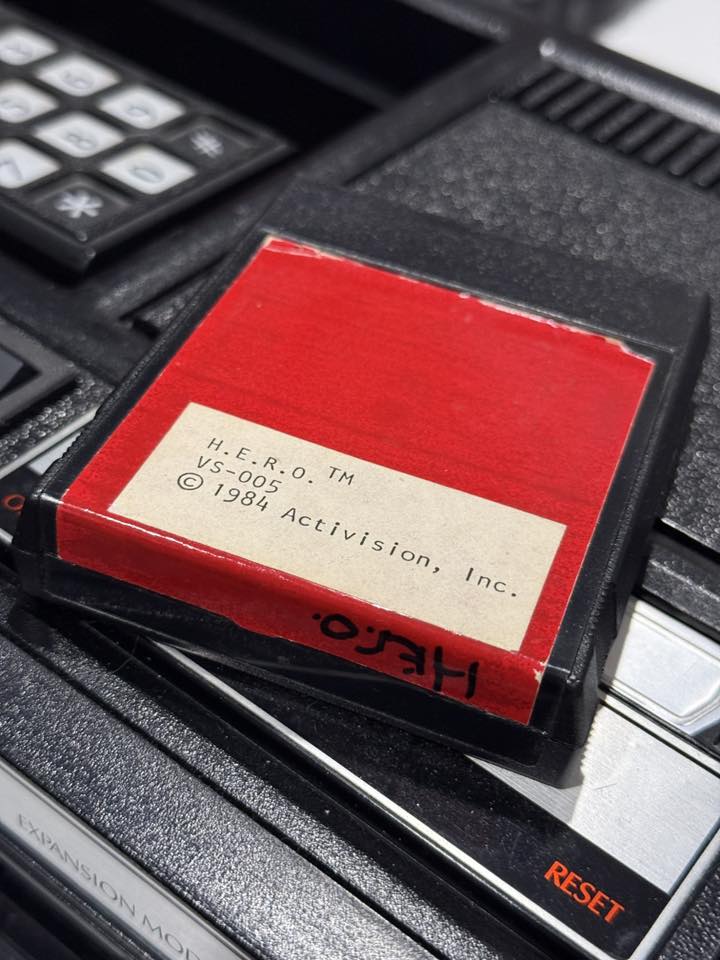 H.E.R.O. TM
VS-005
© 1984 Activision, Inc.
H.E.r.o.
RESET
EXPANSION MOD
#
*